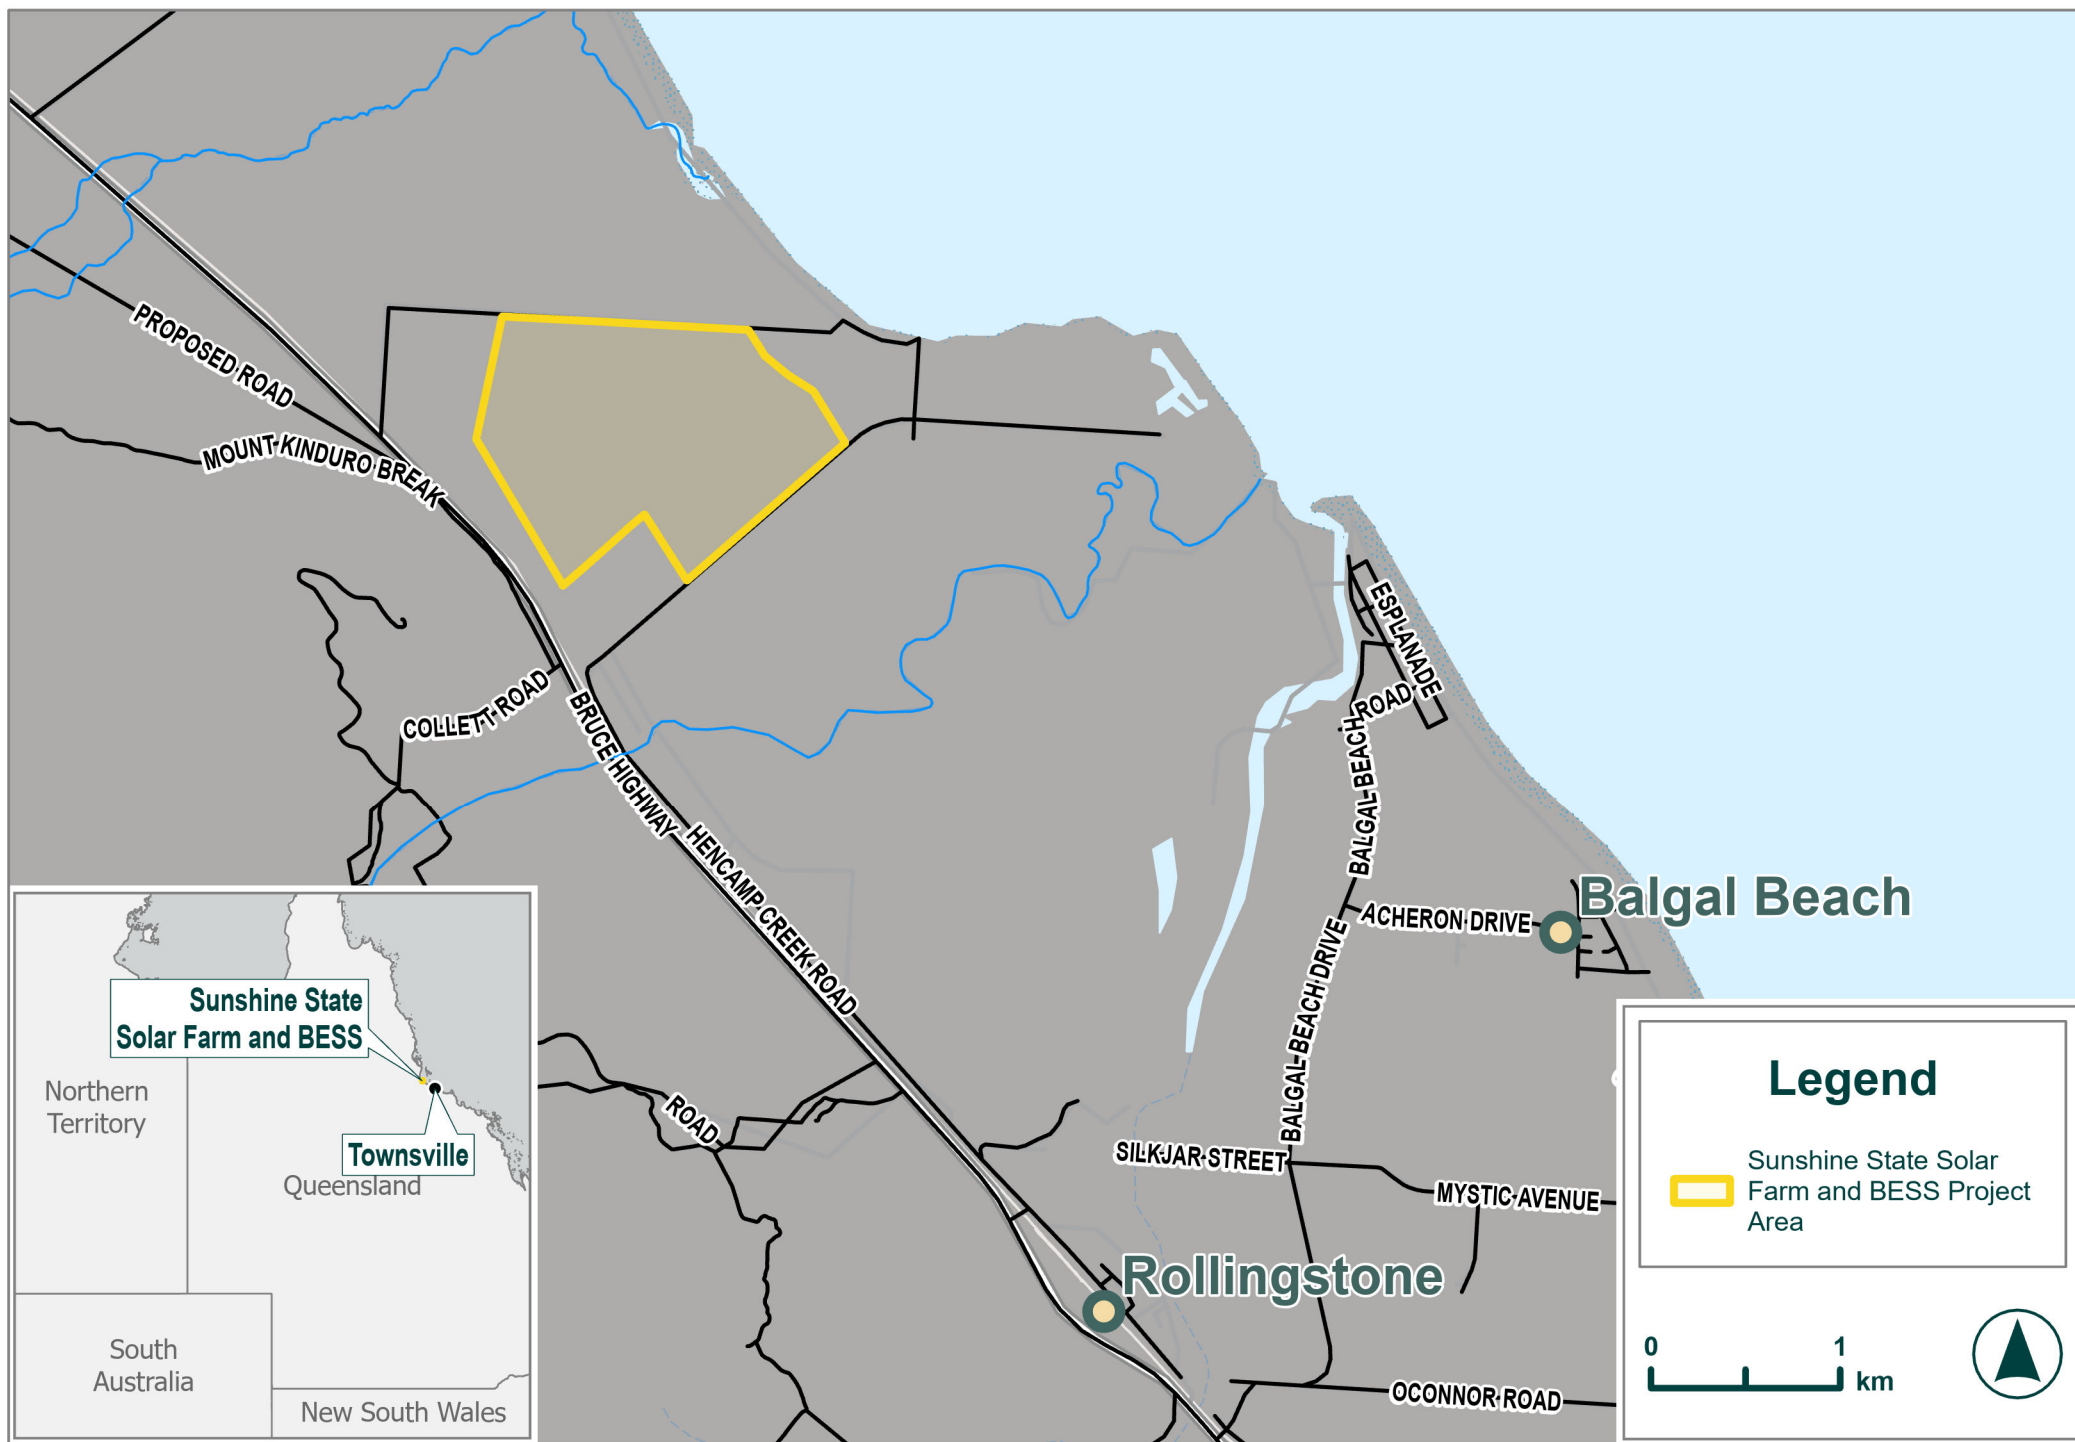 PROPOSED ROAD
MOUNT KINDURO BREAK
COLLETT ROAD
BRUCE HIGHWAY
HENCAMP CREEK ROAD
ESPLANADE
ROAD
BALGAL BEACH
Balgal Beach
ACHERON DRIVE
BALGAL BEACH DRIVE
ROAD
SILKJAR STREET
MYSTIC AVENUE
Rollingstone
OCONNOR ROAD
Sunshine State
Solar Farm and BESS
Northern
Territory
Townsville
Queensland
South
Australia
New South Wales
Legend
Sunshine State Solar
Farm and BESS Project
Area
0 1
km